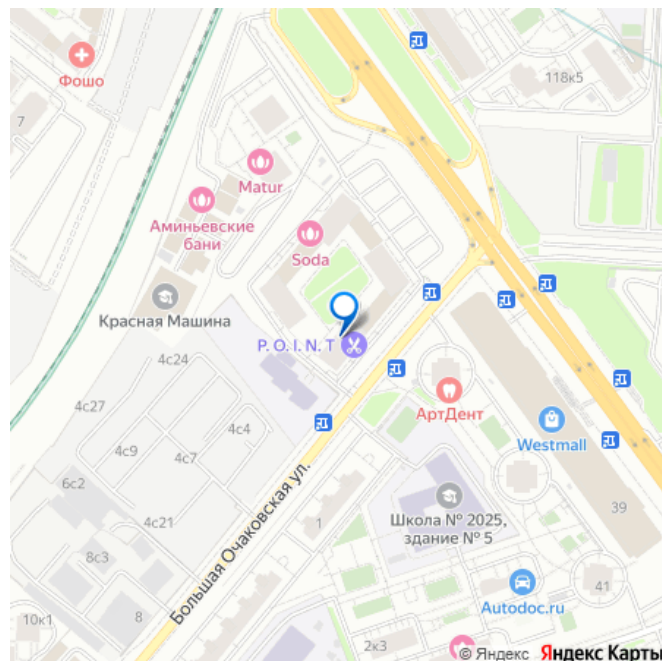 Фошо
7
118к5
Matur
Аминьевские
бани
Soda
Красная Машина
P. O. I. N. T
4с24
АртДент
Westmall
4с27
4с4
4с9
4с7
6с2
Школа № 2025,
здание № 5
39
4с21
1
Большая Очаковская ул.
8с3
41
Autodoc.ru
10к1
8
2к3
© Яндекс Яндекс Карты